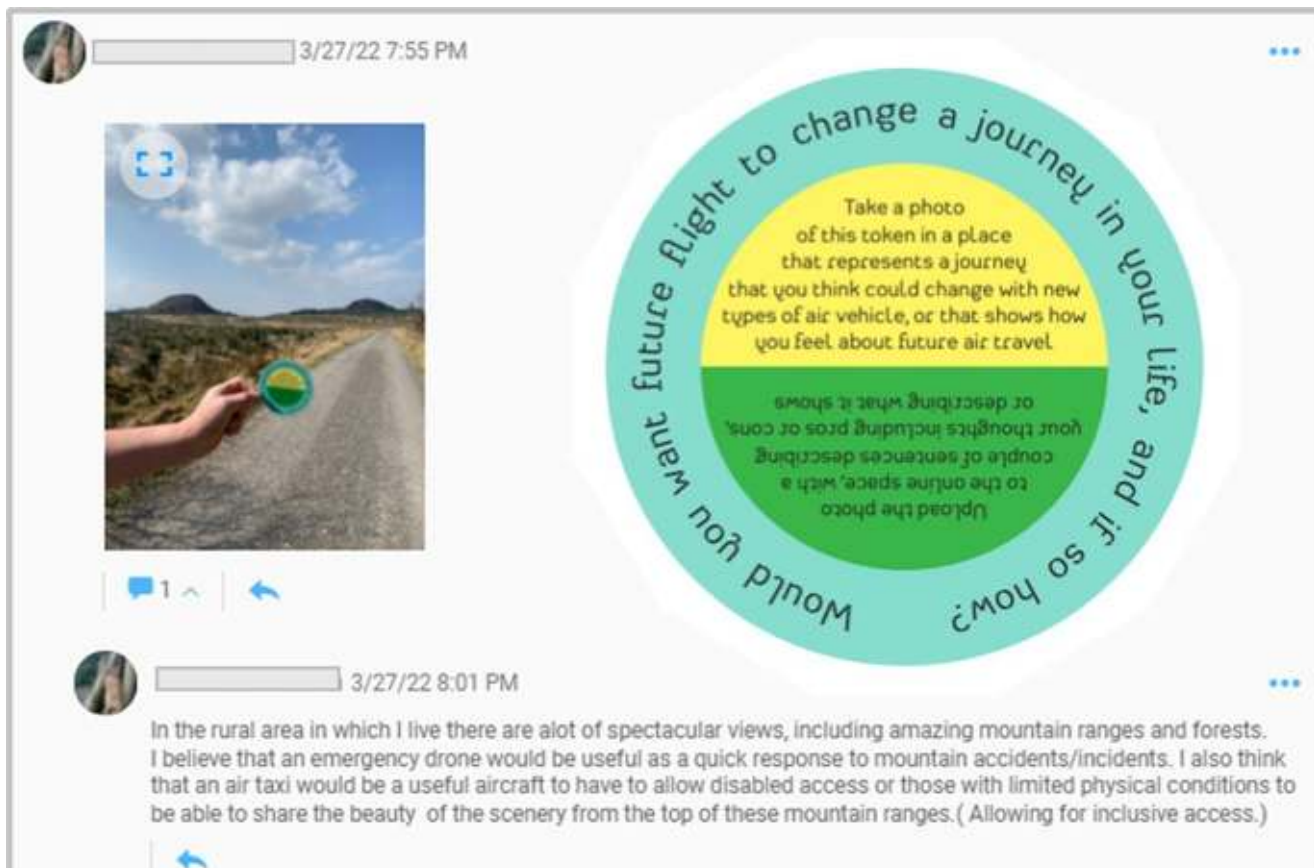 3/27/22 7:55 PM
Would you want future flight to change a journey in your life, and if so how?
Take a photo
of this token in a place
that represents a journey
that you think could change with new
types of air vehicle, or that shows how
you feel about future air travel
Upload the photo
to the online space, with a
couple of sentences describing
your thoughts including pros or cons,
or describing what it shows
1
3/27/22 8:01 PM
In the rural area in which I live there are alot of spectacular views, including amazing mountain ranges and forests.
I believe that an emergency drone would be useful as a quick response to mountain accidents/incidents. I also think
that an air taxi would be a useful aircraft to have to allow disabled access or those with limited physical conditions to
be able to share the beauty of the scenery from the top of these mountain ranges.( Allowing for inclusive access.)